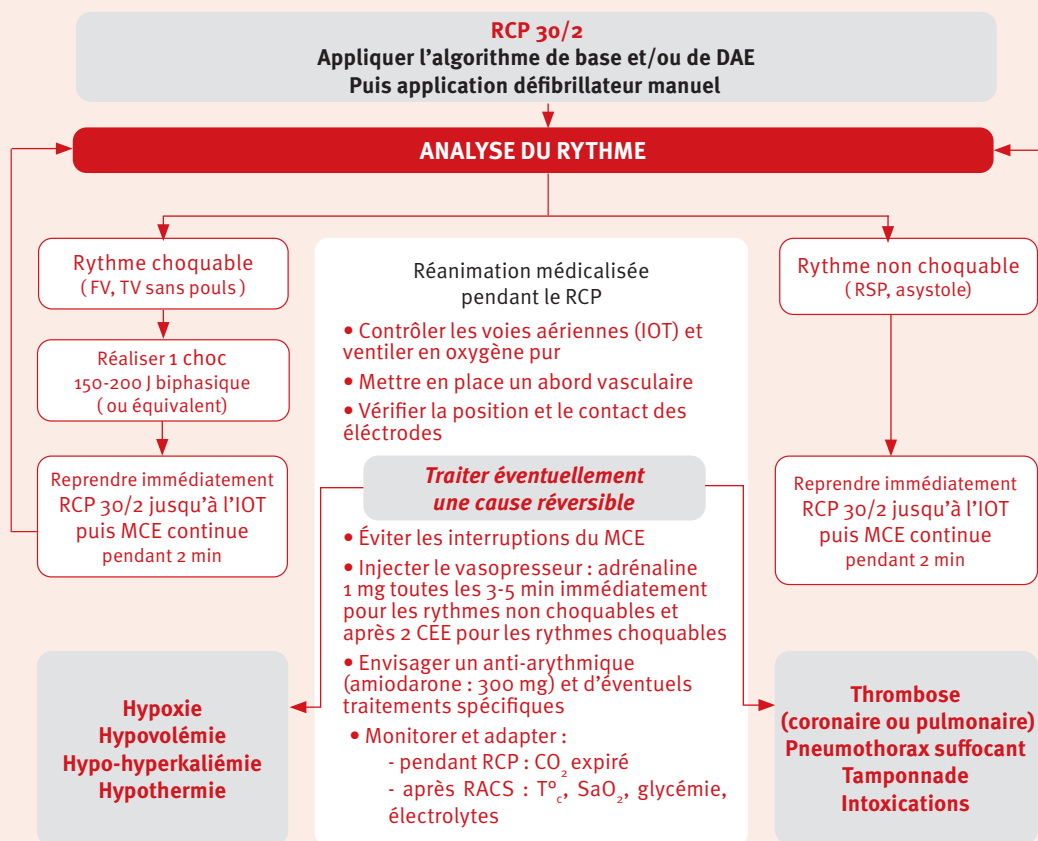 RCP 30/2
Appliquer l’algorithme de base et/ou de DAE
Puis application défibrillateur manuel
ANALYSE DU RYTHME
Rythme choquable
( FV, TV sans pouls )
Réaliser 1 choc
150-200 J biphasique
( ou équivalent)
Reprendre immédiatement
RCP 30/2 jusqu’à l’IOT
puis MCE continue
pendant 2 min
Réanimation médicalisée
pendant le RCP
• Contrôler les voies aériennes (IOT) et
ventiler en oxygène pur
• Mettre en place un abord vasculaire
• Vérifier la position et le contact des
éléctrodes
Traiter éventuellement
une cause réversible
• Éviter les interruptions du MCE
• Injecter le vasopresseur : adrénaline
1 mg toutes les 3-5 min immédiatement
pour les rythmes non choquables et
après 2 CEE pour les rythmes choquables
• Envisager un anti-arythmique
(amiodarone : 300 mg) et d’éventuels
traitements spécifiques
• Monitorer et adapter :
- pendant RCP : CO₂ expiré
- après RACS : T°c, SaO₂, glycémie,
électrolytes
Rythme non choquable
( RSP, asystole)
Reprendre immédiatement
RCP 30/2 jusqu’à l’IOT
puis MCE continue
pendant 2 min
Hypoxie
Hypovolémie
Hypo-hyperkaliémie
Hypothermie
Thrombose
(coronaire ou pulmonaire)
Pneumothorax suffocant
Tamponnade
Intoxications